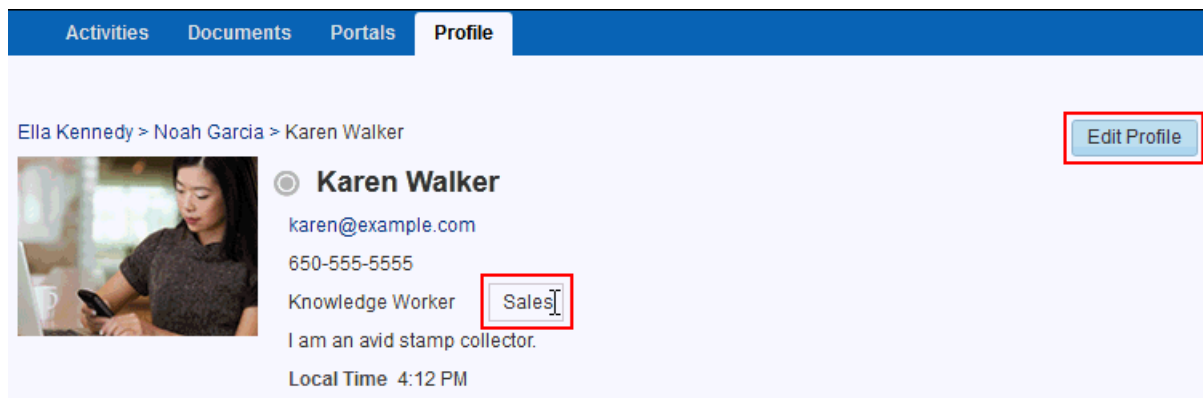 Activities Documents Portals Profile
Ella Kennedy > Noah Garcia > Karen Walker
Edit Profile
Karen Walker
karen@example.com
650-555-5555
Knowledge Worker Sales
I am an avid stamp collector.
Local Time 4:12 PM